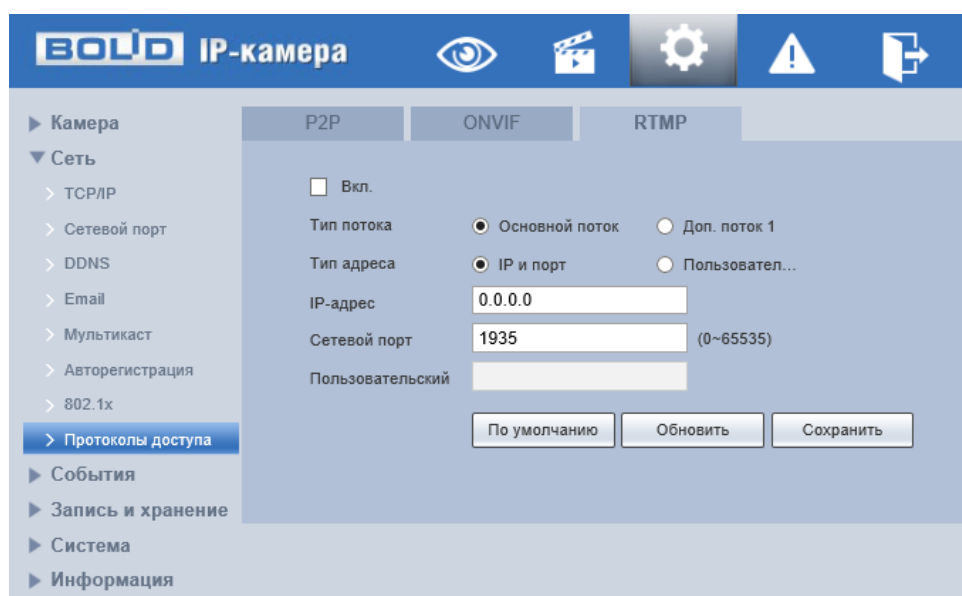 BOLID IP-камера
Камера
Сеть
TCP/IP
Сетевой порт
DDNS
Email
Мультикаст
Авторегистрация
802.1x
Протоколы доступа
События
Запись и хранение
Система
Информация
P2P ONVIF RTMP
Вкл.
Тип потока Основной поток Доп. поток 1
Тип адреса IP и порт Пользовател...
IP-адрес 0.0.0.0
Сетевой порт 1935 (0~65535)
Пользовательский
По умолчанию Обновить Сохранить